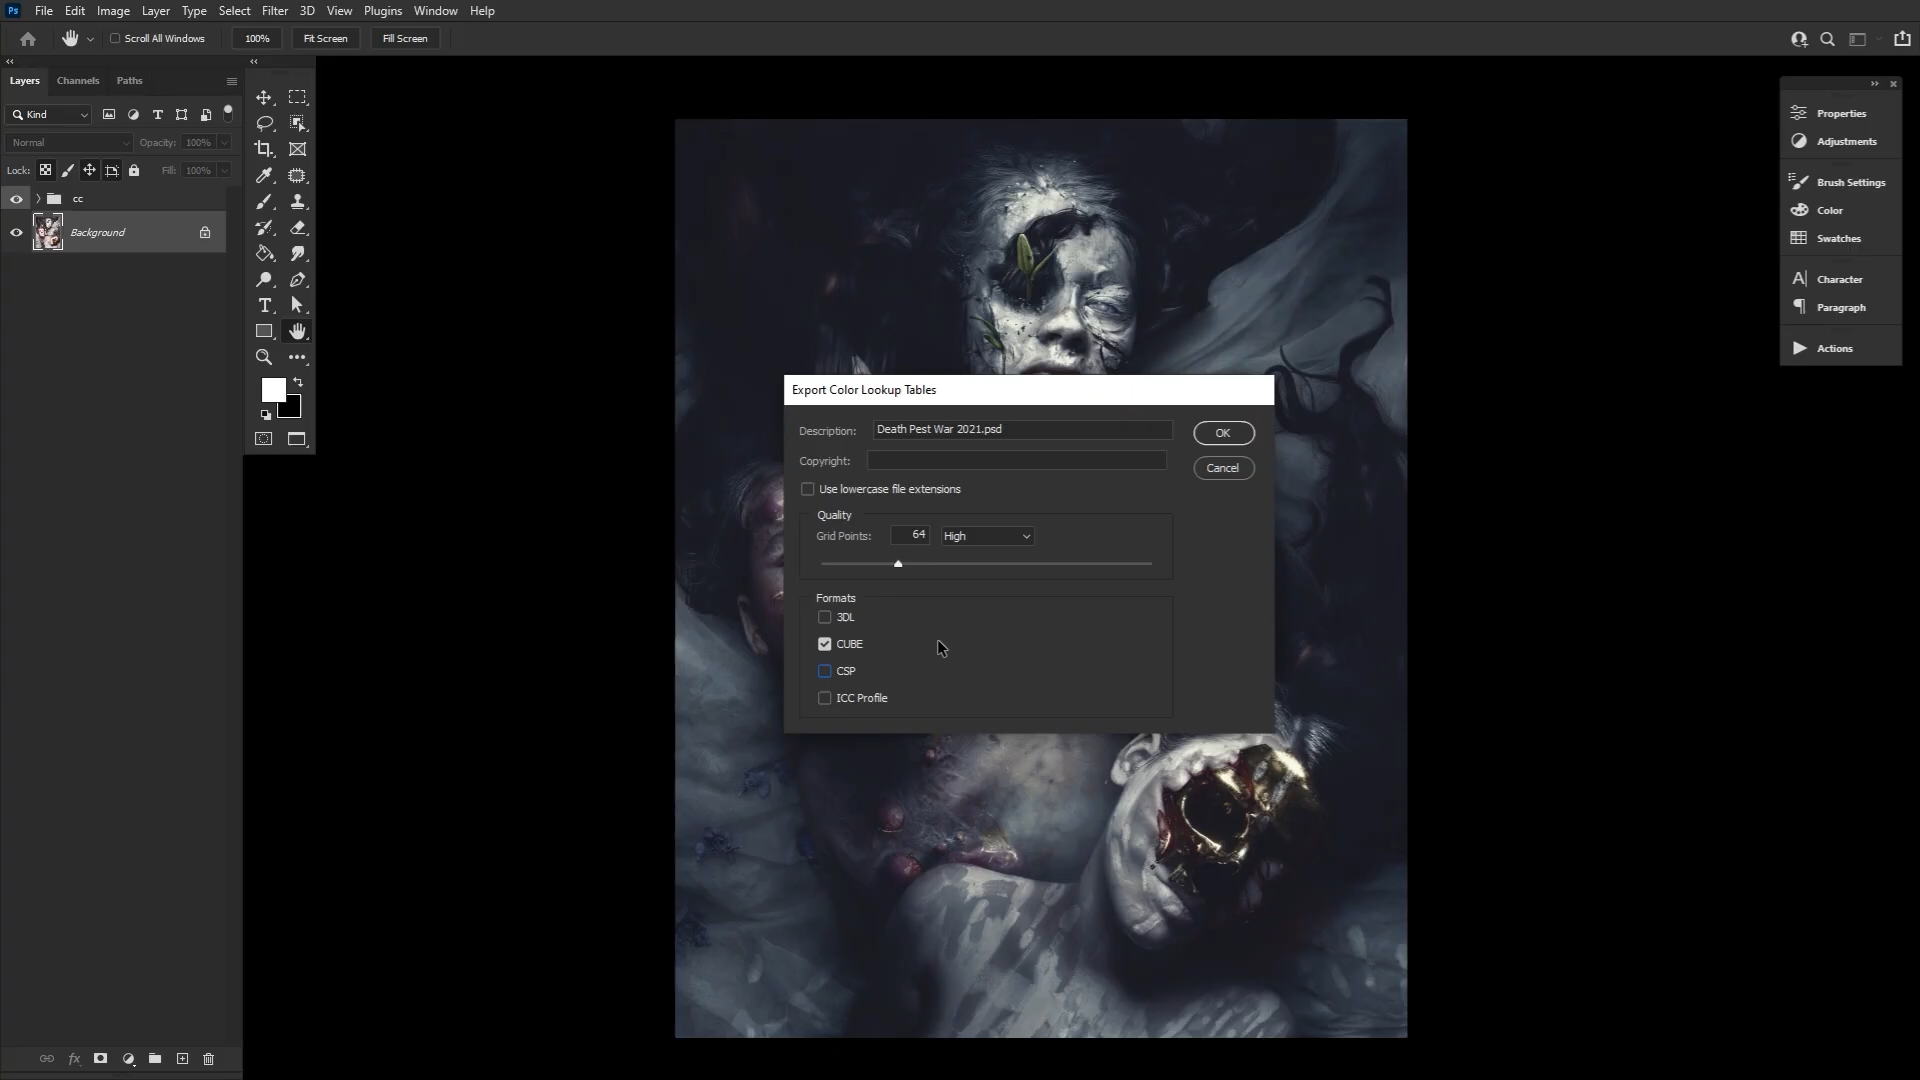 Ps File Edit Image Layer Type Select Filter 3D View Plugins Window Help
Scroll All Windows 100% Fit Screen Fill Screen
Layers Channels Paths
Kind
Normal Opacity: 100%
Lock: Fill: 100%
cc
Background
Properties
Adjustments
Brush Settings
Color
Swatches
Character
Paragraph
Actions
Export Color Lookup Tables
Description: Death Pest War 2021.psd
OK
Copyright:
Cancel
Use lowercase file extensions
Quality
Grid Points: 64 High
Formats
3DL
CUBE
CSP
ICC Profile
fx